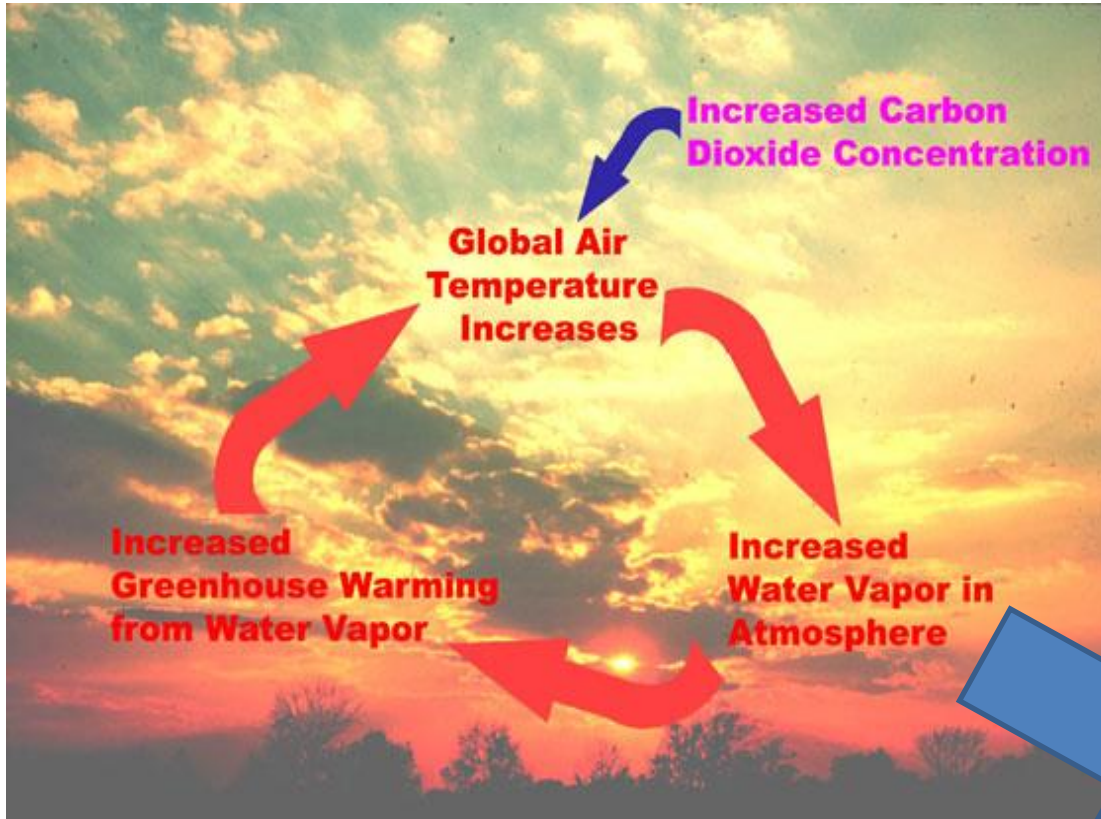 Increased Carbon
Dioxide Concentration
Global Air
Temperature
Increases
Increased
Water Vapor in
Atmosphere
Increased
Greenhouse Warming
from Water Vapor